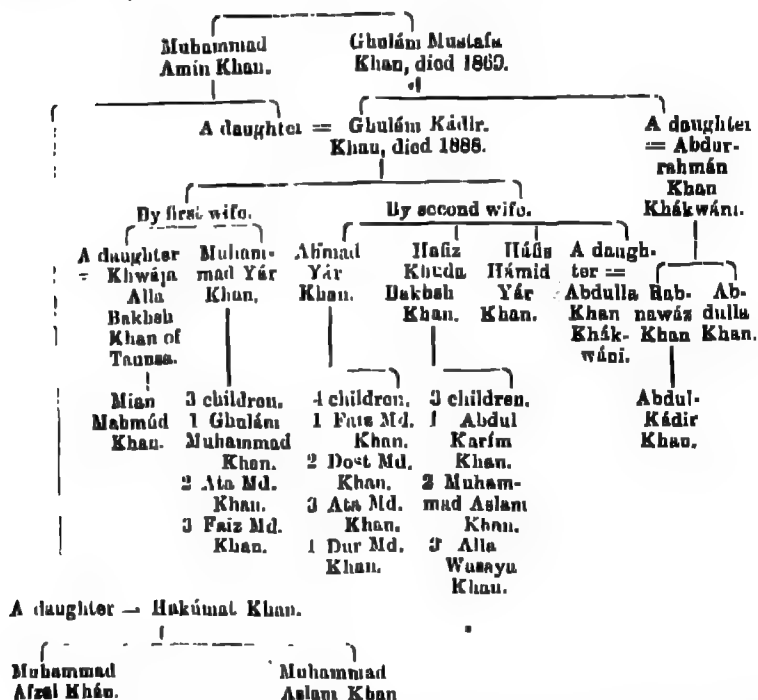 Muhammad
Amin Khan.
Ghulám Mustafa
Khan, died 1869.
A daughter = Ghulám Kádir.
Khan, died 1888.
A daughter
= Abdur-
rahmán
Khan
Khákwáni.
By first wife.
By second wife.
A daughter
= Khwája
Alla
Bakhsh
Khan of
Taunsa.
Muham-
mad Yár
Khan.
Ahmad
Yár
Khan.
Hafiz
Khuda
Bakhsh
Khan.
Háfiz
Hámid
Yár
Khan.
A daugh-
ter =
Abdulla
Khan
Khák-
wáni.
Rab-
nawáz
Khan
Ab-
dulla
Khan.
Mian
Mahmúd
Khan.
3 children.
1 Ghulám
Muhammad
Khan.
2 Ata Md.
Khan.
3 Faiz Md.
Khan.
4 children.
1 Faiz Md.
Khan.
2 Dost Md.
Khan.
3 Ata Md.
Khan.
Dur Md.
Khan.
3 children.
1 Abdul
Karím
Khan.
2 Muham-
mad Aslam
Khan.
3 Alla
Wasayu
Khan.
Abdul-
Kádir
Khan.
A daughter = Hukúmat Khan.
Muhammad
Afzal Khán.
Muhammad
Aslam Khan